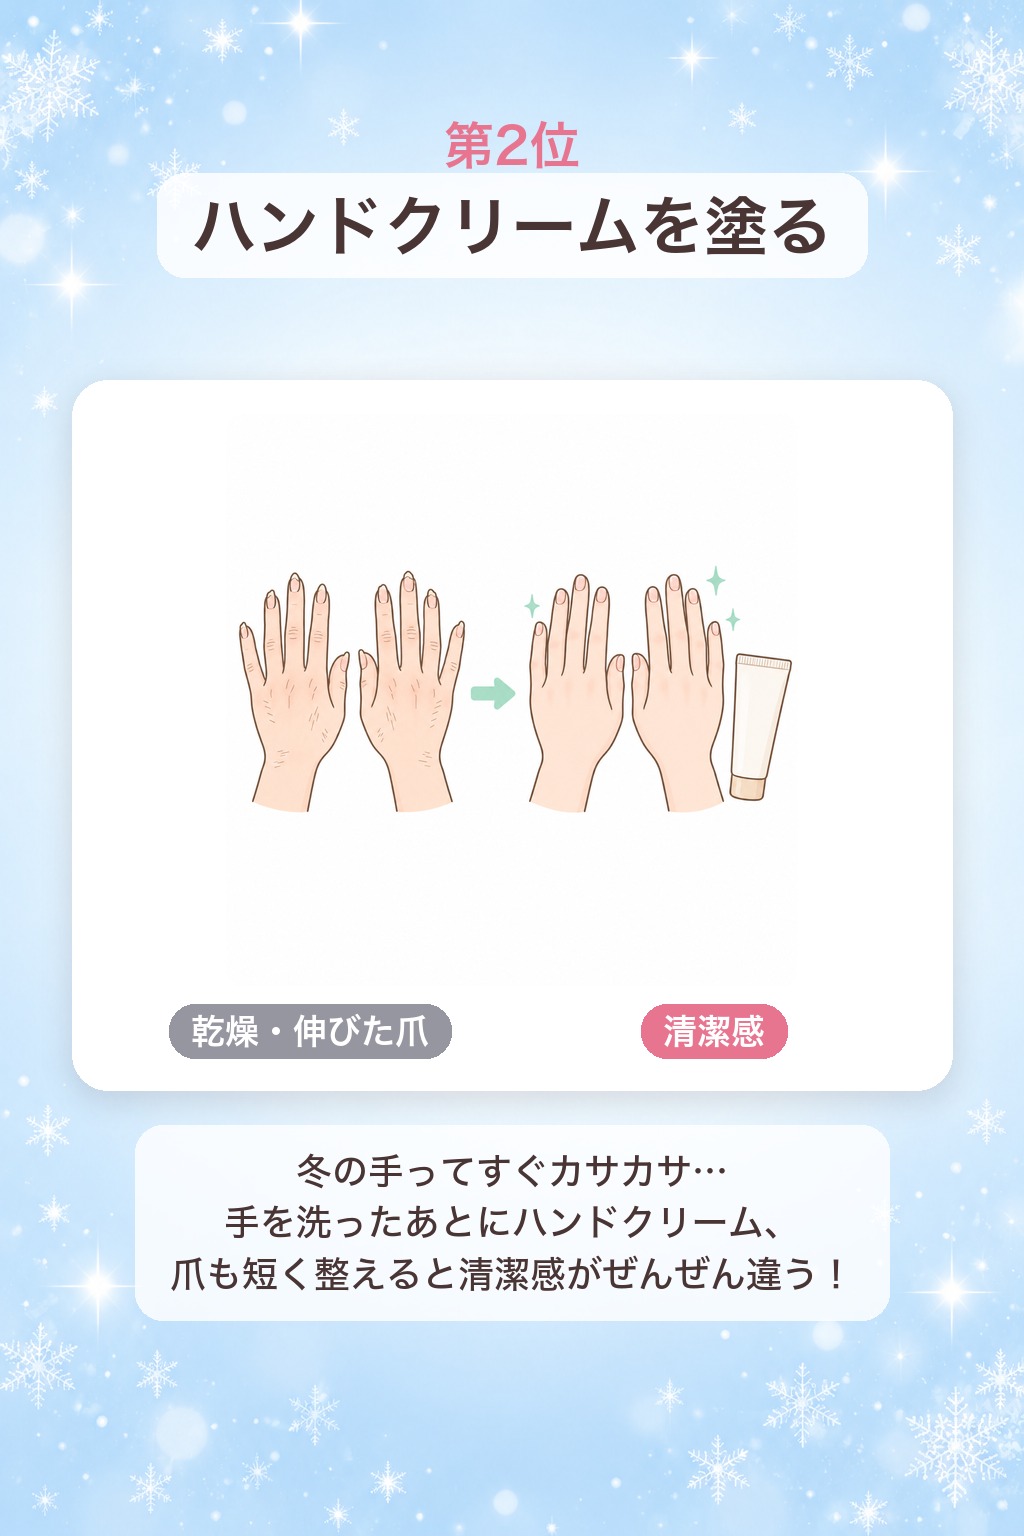 第2位
ハンドクリームを塗る
乾燥・伸びた爪
清潔感
冬の手ってすぐカサカサ…
手を洗ったあとにハンドクリーム、
爪も短く整えると清潔感がぜんぜん違う！